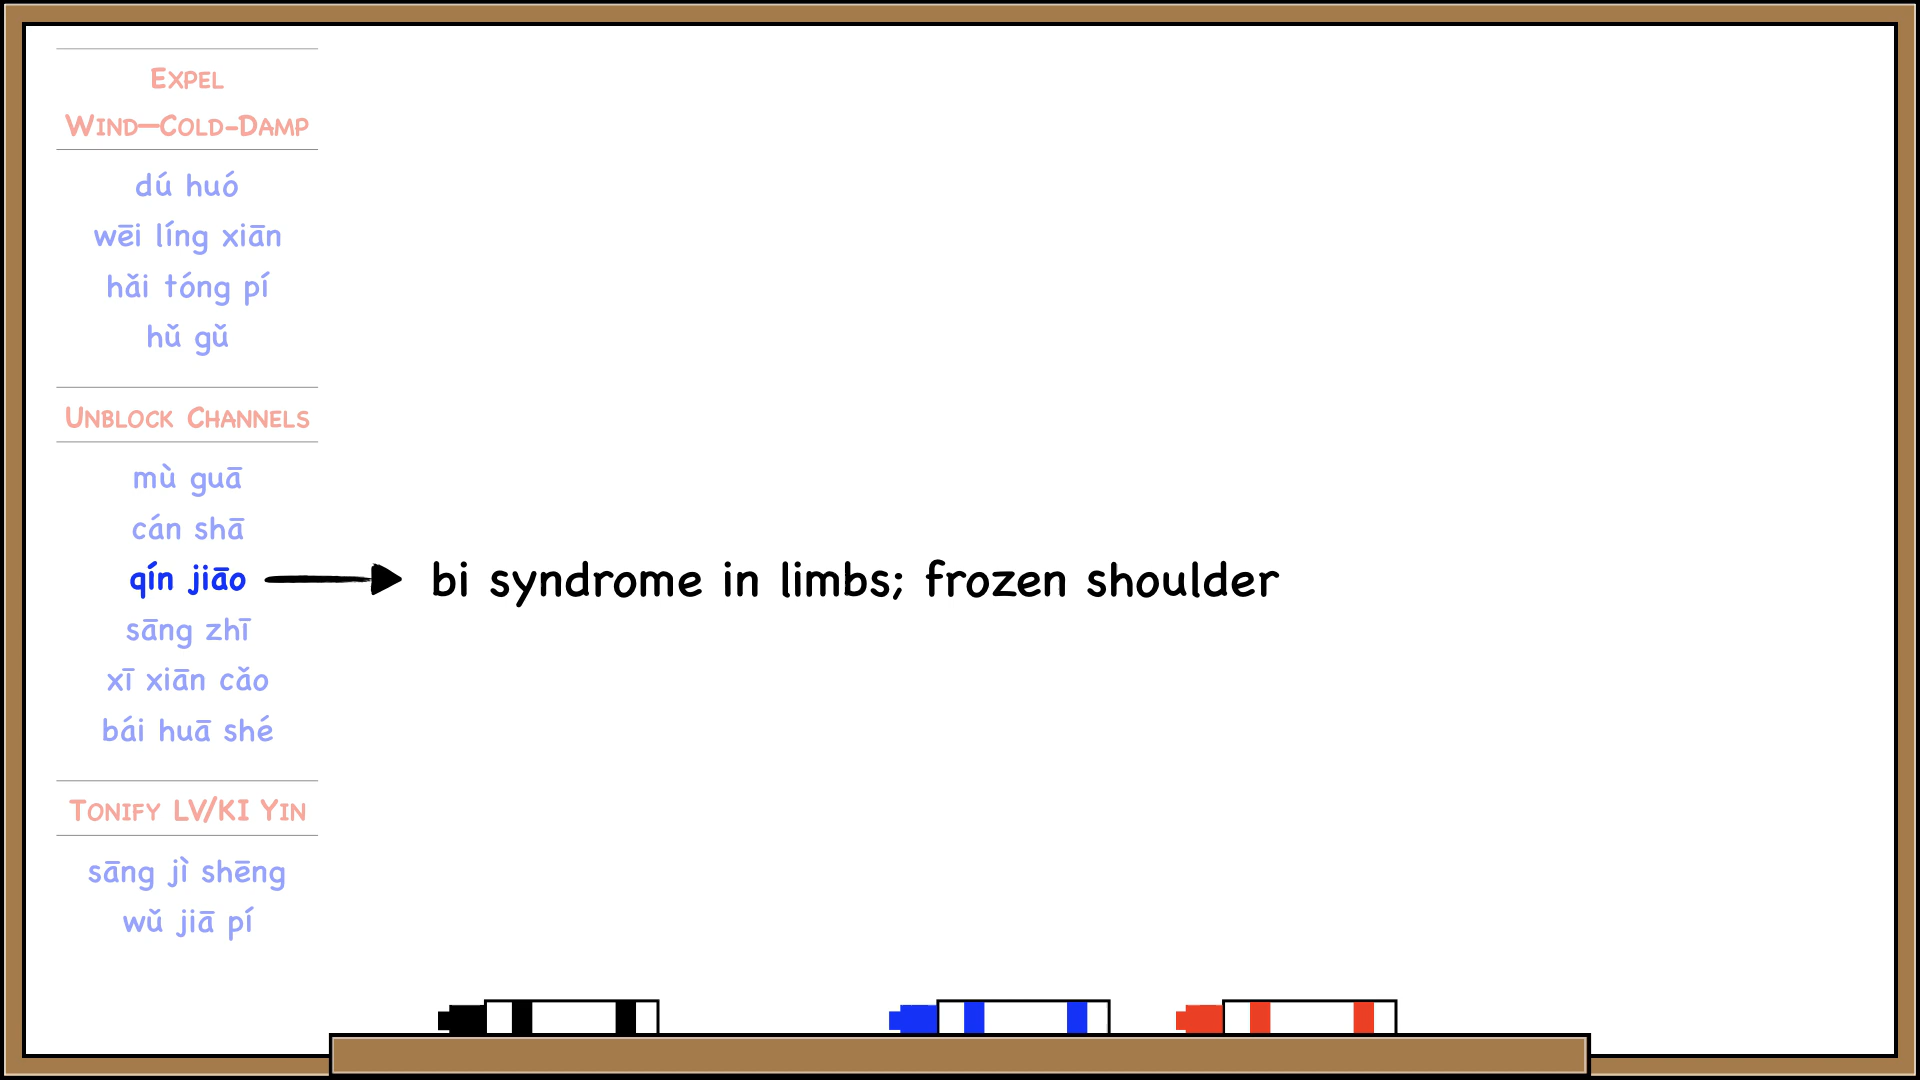 Expel
Wind—Cold-Damp
dú huó
wēi líng xiān
hǎi tóng pí
hǔ gǔ
Unblock Channels
mù guā
cán shā
qín jiāo
bi syndrome in limbs; frozen shoulder
sāng zhī
xī xiān cǎo
bái huā shé
Tonify LV/KI Yin
sāng jì shēng
wǔ jiā pí